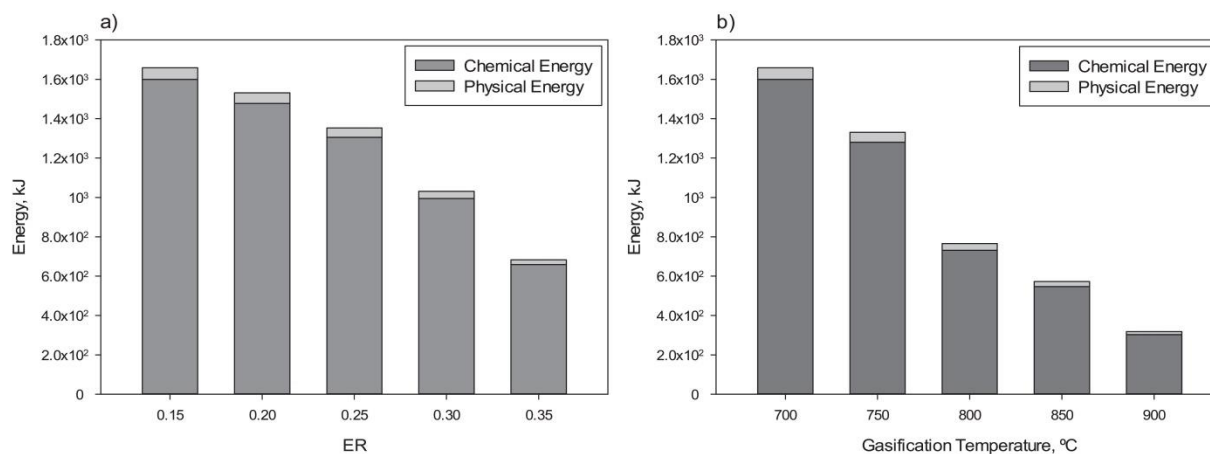 a)
1.8x10³
1.6x10³
1.4x10³
1.2x10³
10³
8.0x10²
6.0x10²
4.0x10²
2.0x10²
0
Energy, kJ
Chemical Energy
Physical Energy
0.15 0.20 0.25 0.30 0.35
ER
b)
1.8x10³
1.6x10³
1.4x10³
1.2x10³
10³
8.0x10²
6.0x10²
4.0x10²
2.0x10²
0
Energy, kJ
Chemical Energy
Physical Energy
700 750 800 850 900
Gasification Temperature, ºC